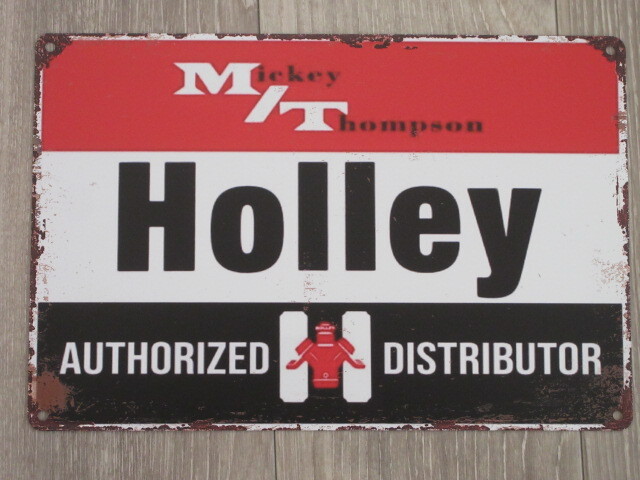 Mickey
M/T
Thompson
Holley
AUTHORIZED H DISTRIBUTOR